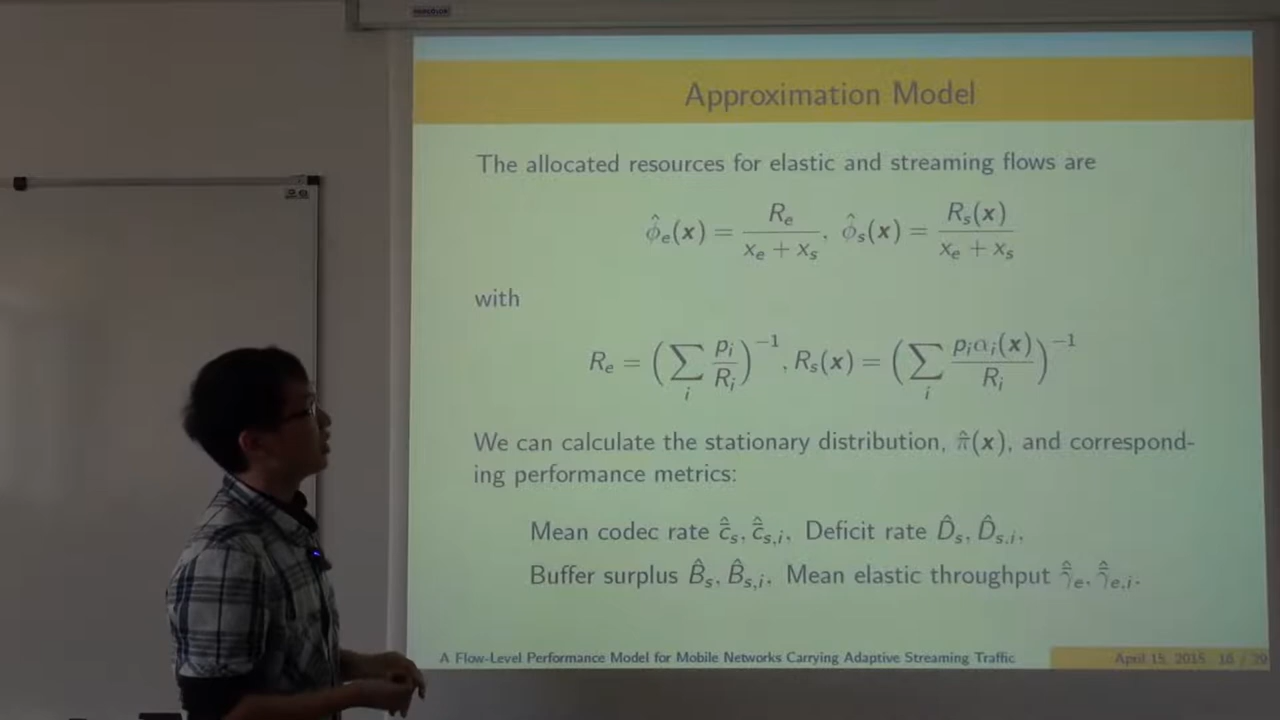 Approximation Model
The allocated resources for elastic and streaming flows are
ϕ̂ₑ(x) = Rₑ / (xₑ + xₛ), ϕ̂ₛ(x) = Rₛ(x) / (xₑ + xₛ)
with
Rₑ = (∑ᵢ pᵢ / Rᵢ)⁻¹, Rₛ(x) = (∑ᵢ pᵢαᵢ(x) / Rᵢ)⁻¹
We can calculate the stationary distribution, π̂(x), and correspond-
ing performance metrics:
Mean codec rate ĉ̄ₛ, ĉ̄ₛ,ᵢ, Deficit rate D̂ₛ, D̂ₛ,ᵢ,
Buffer surplus B̂ₛ, B̂ₛ,ᵢ, Mean elastic throughput γ̄̂ₑ, γ̄̂ₑ,ᵢ.
A Flow-Level Performance Model for Mobile Networks Carrying Adaptive Streaming Traffic April 15, 2015